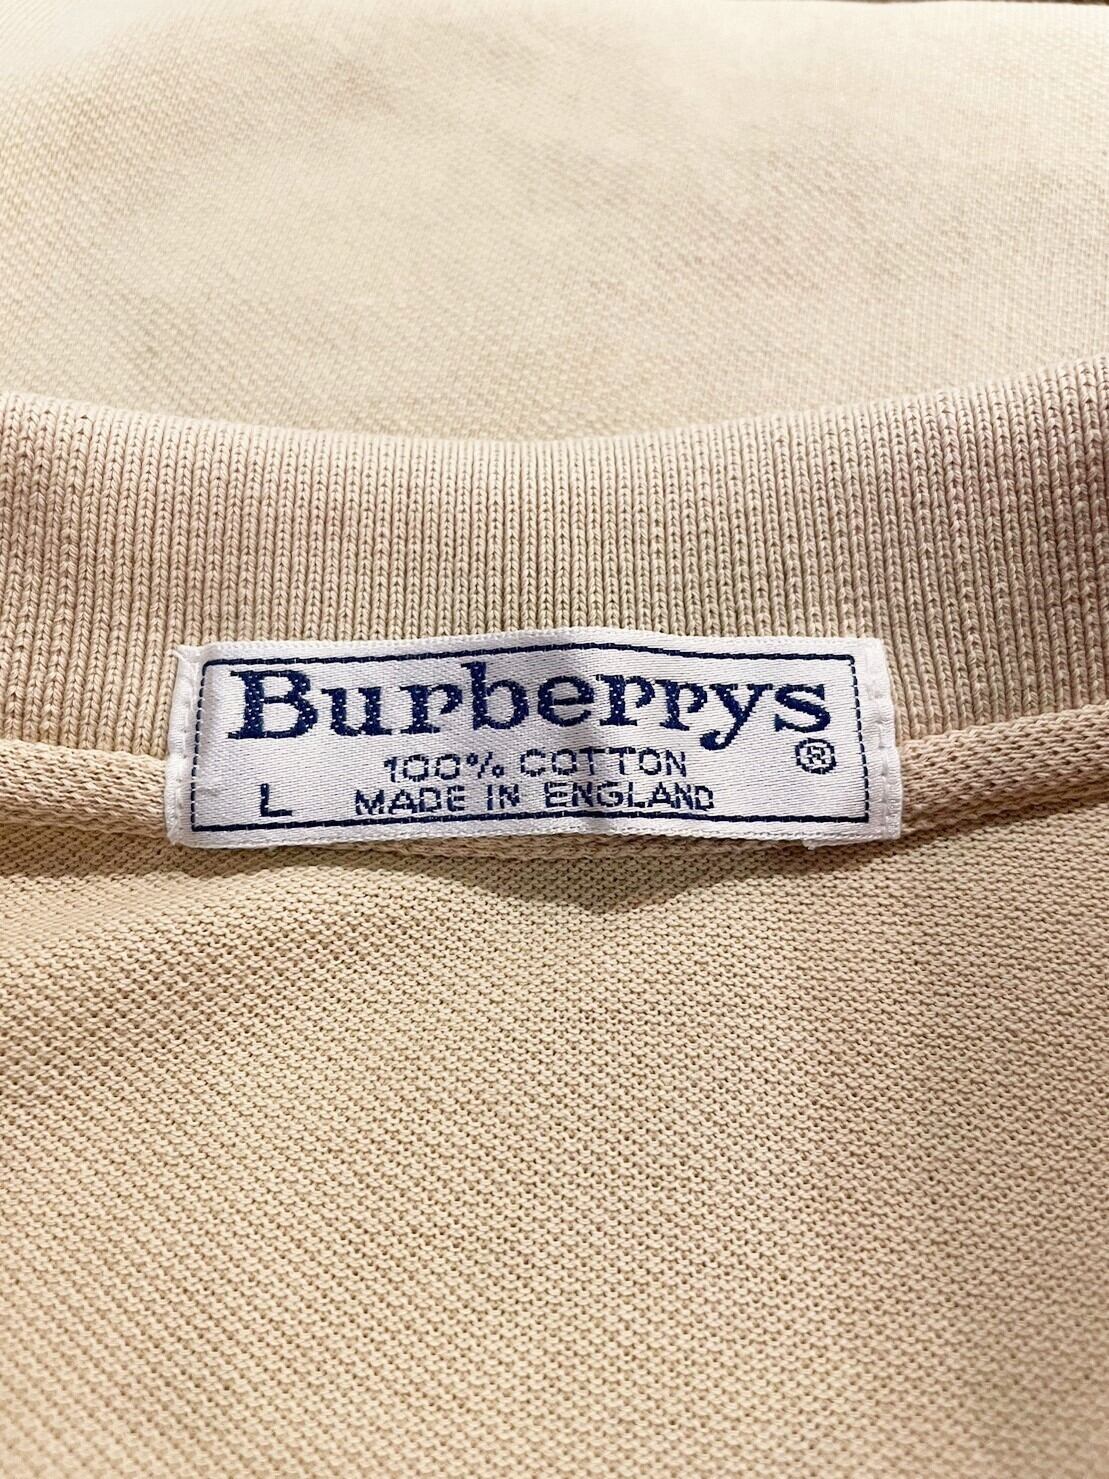 Burberrys
®
100% COTTON
L MADE IN ENGLAND